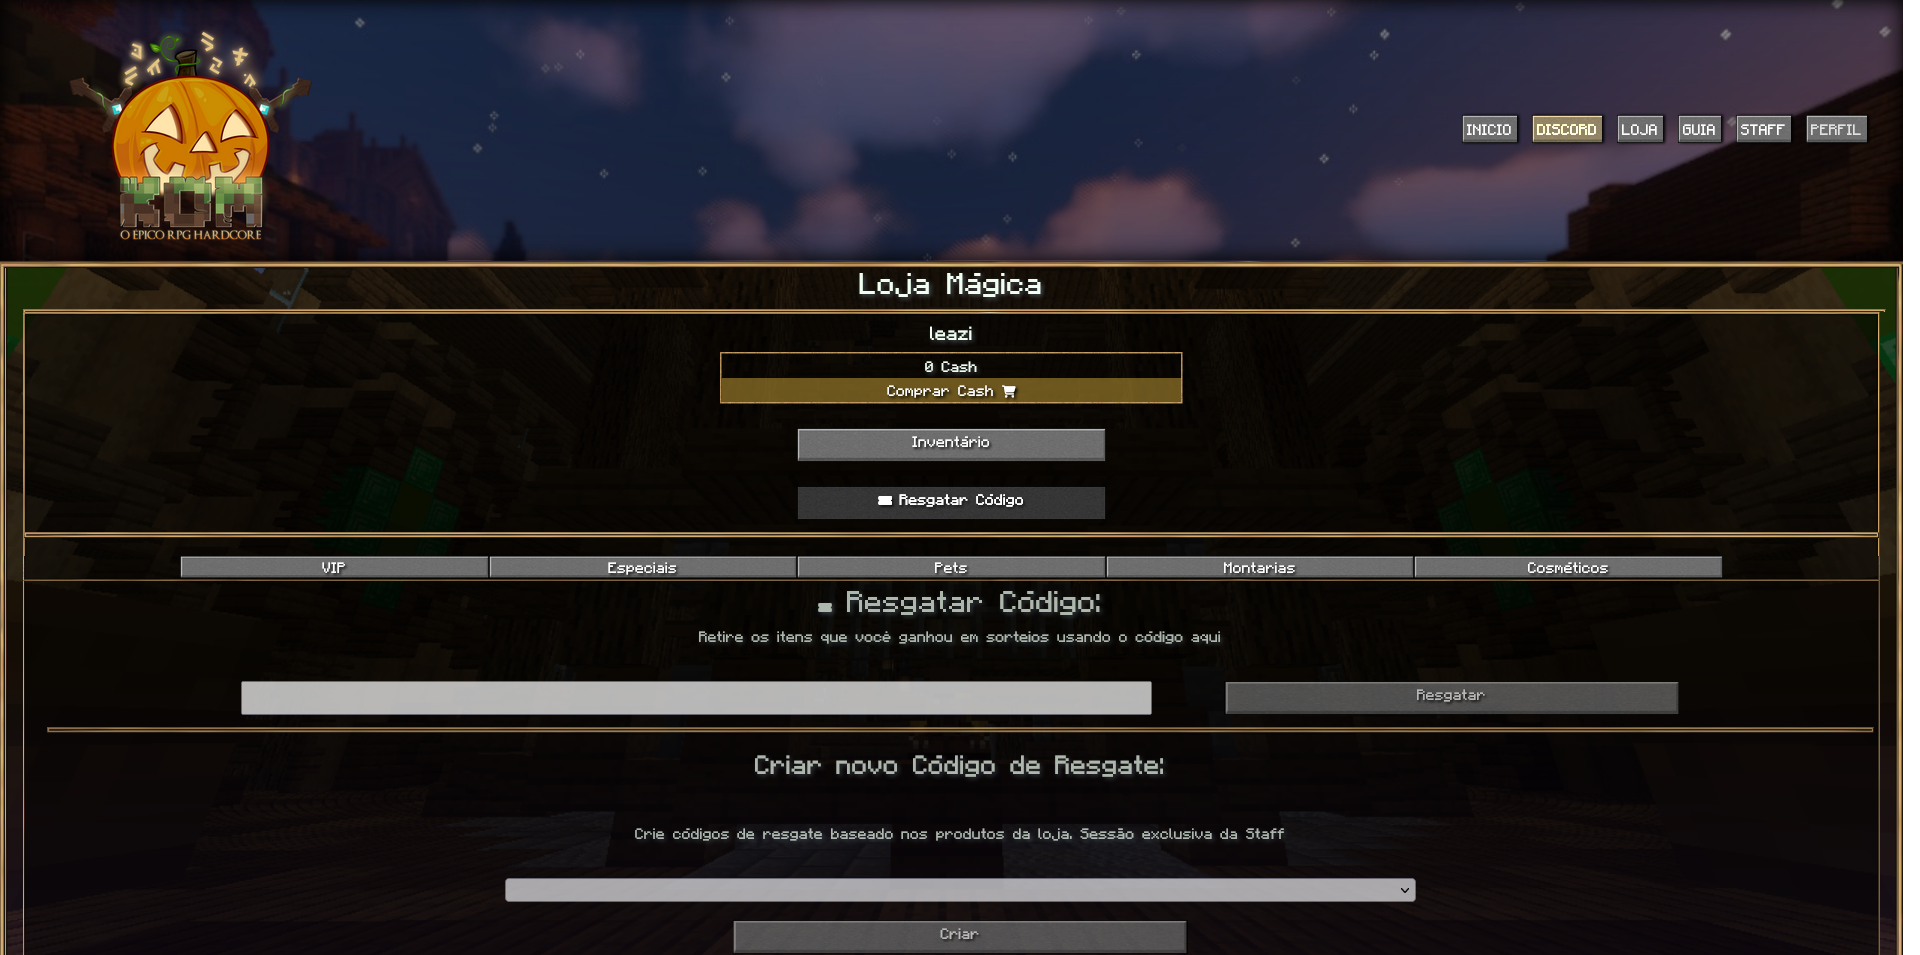 KDM
O EPICO RPG HARDCORE
INICIO
DISCORD
LOJA
GUIA
STAFF
PERFIL
Loja Mágica
leazi
0 Cash
Comprar Cash
Inventário
Resgatar Código
VIP
Especiais
Pets
Montarias
Cosméticos
Resgatar Código:
Retire os itens que você ganhou em sorteios usando o código aqui
Resgatar
Criar novo Código de Resgate:
Crie códigos de resgate baseado nos produtos da loja. Sessão exclusiva da Staff
Criar